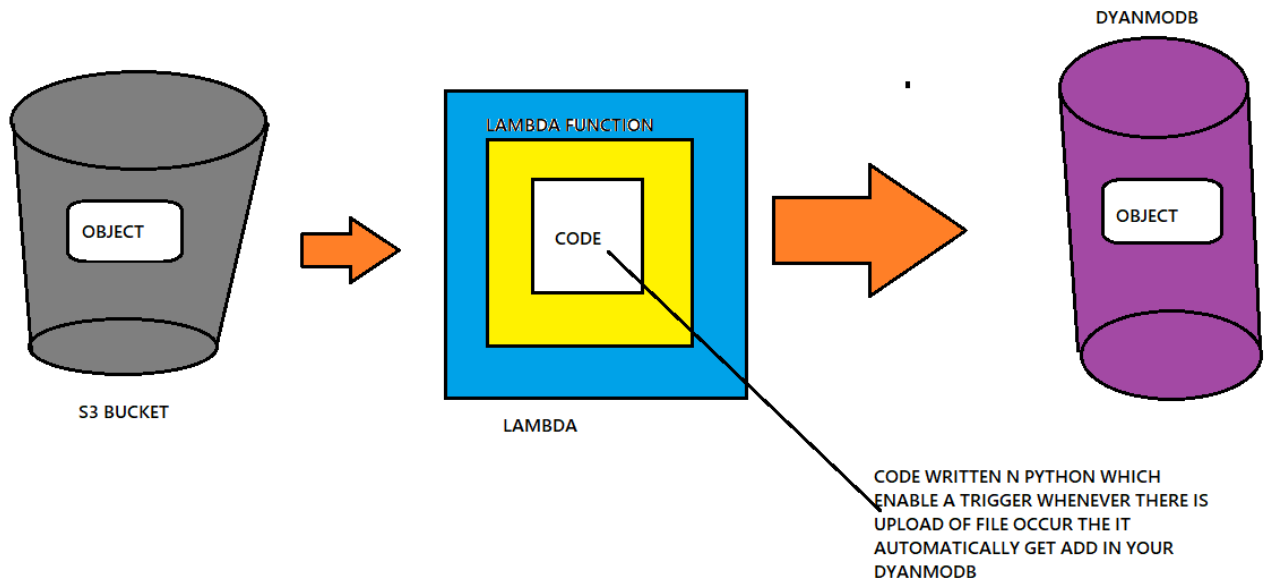 DYANMODB
LAMBDA FUNCTION
OBJECT
CODE
OBJECT
S3 BUCKET
LAMBDA
CODE WRITTEN N PYTHON WHICH
ENABLE A TRIGGER WHENEVER THERE IS
UPLOAD OF FILE OCCUR THE IT
AUTOMATICALLY GET ADD IN YOUR
DYANMODB